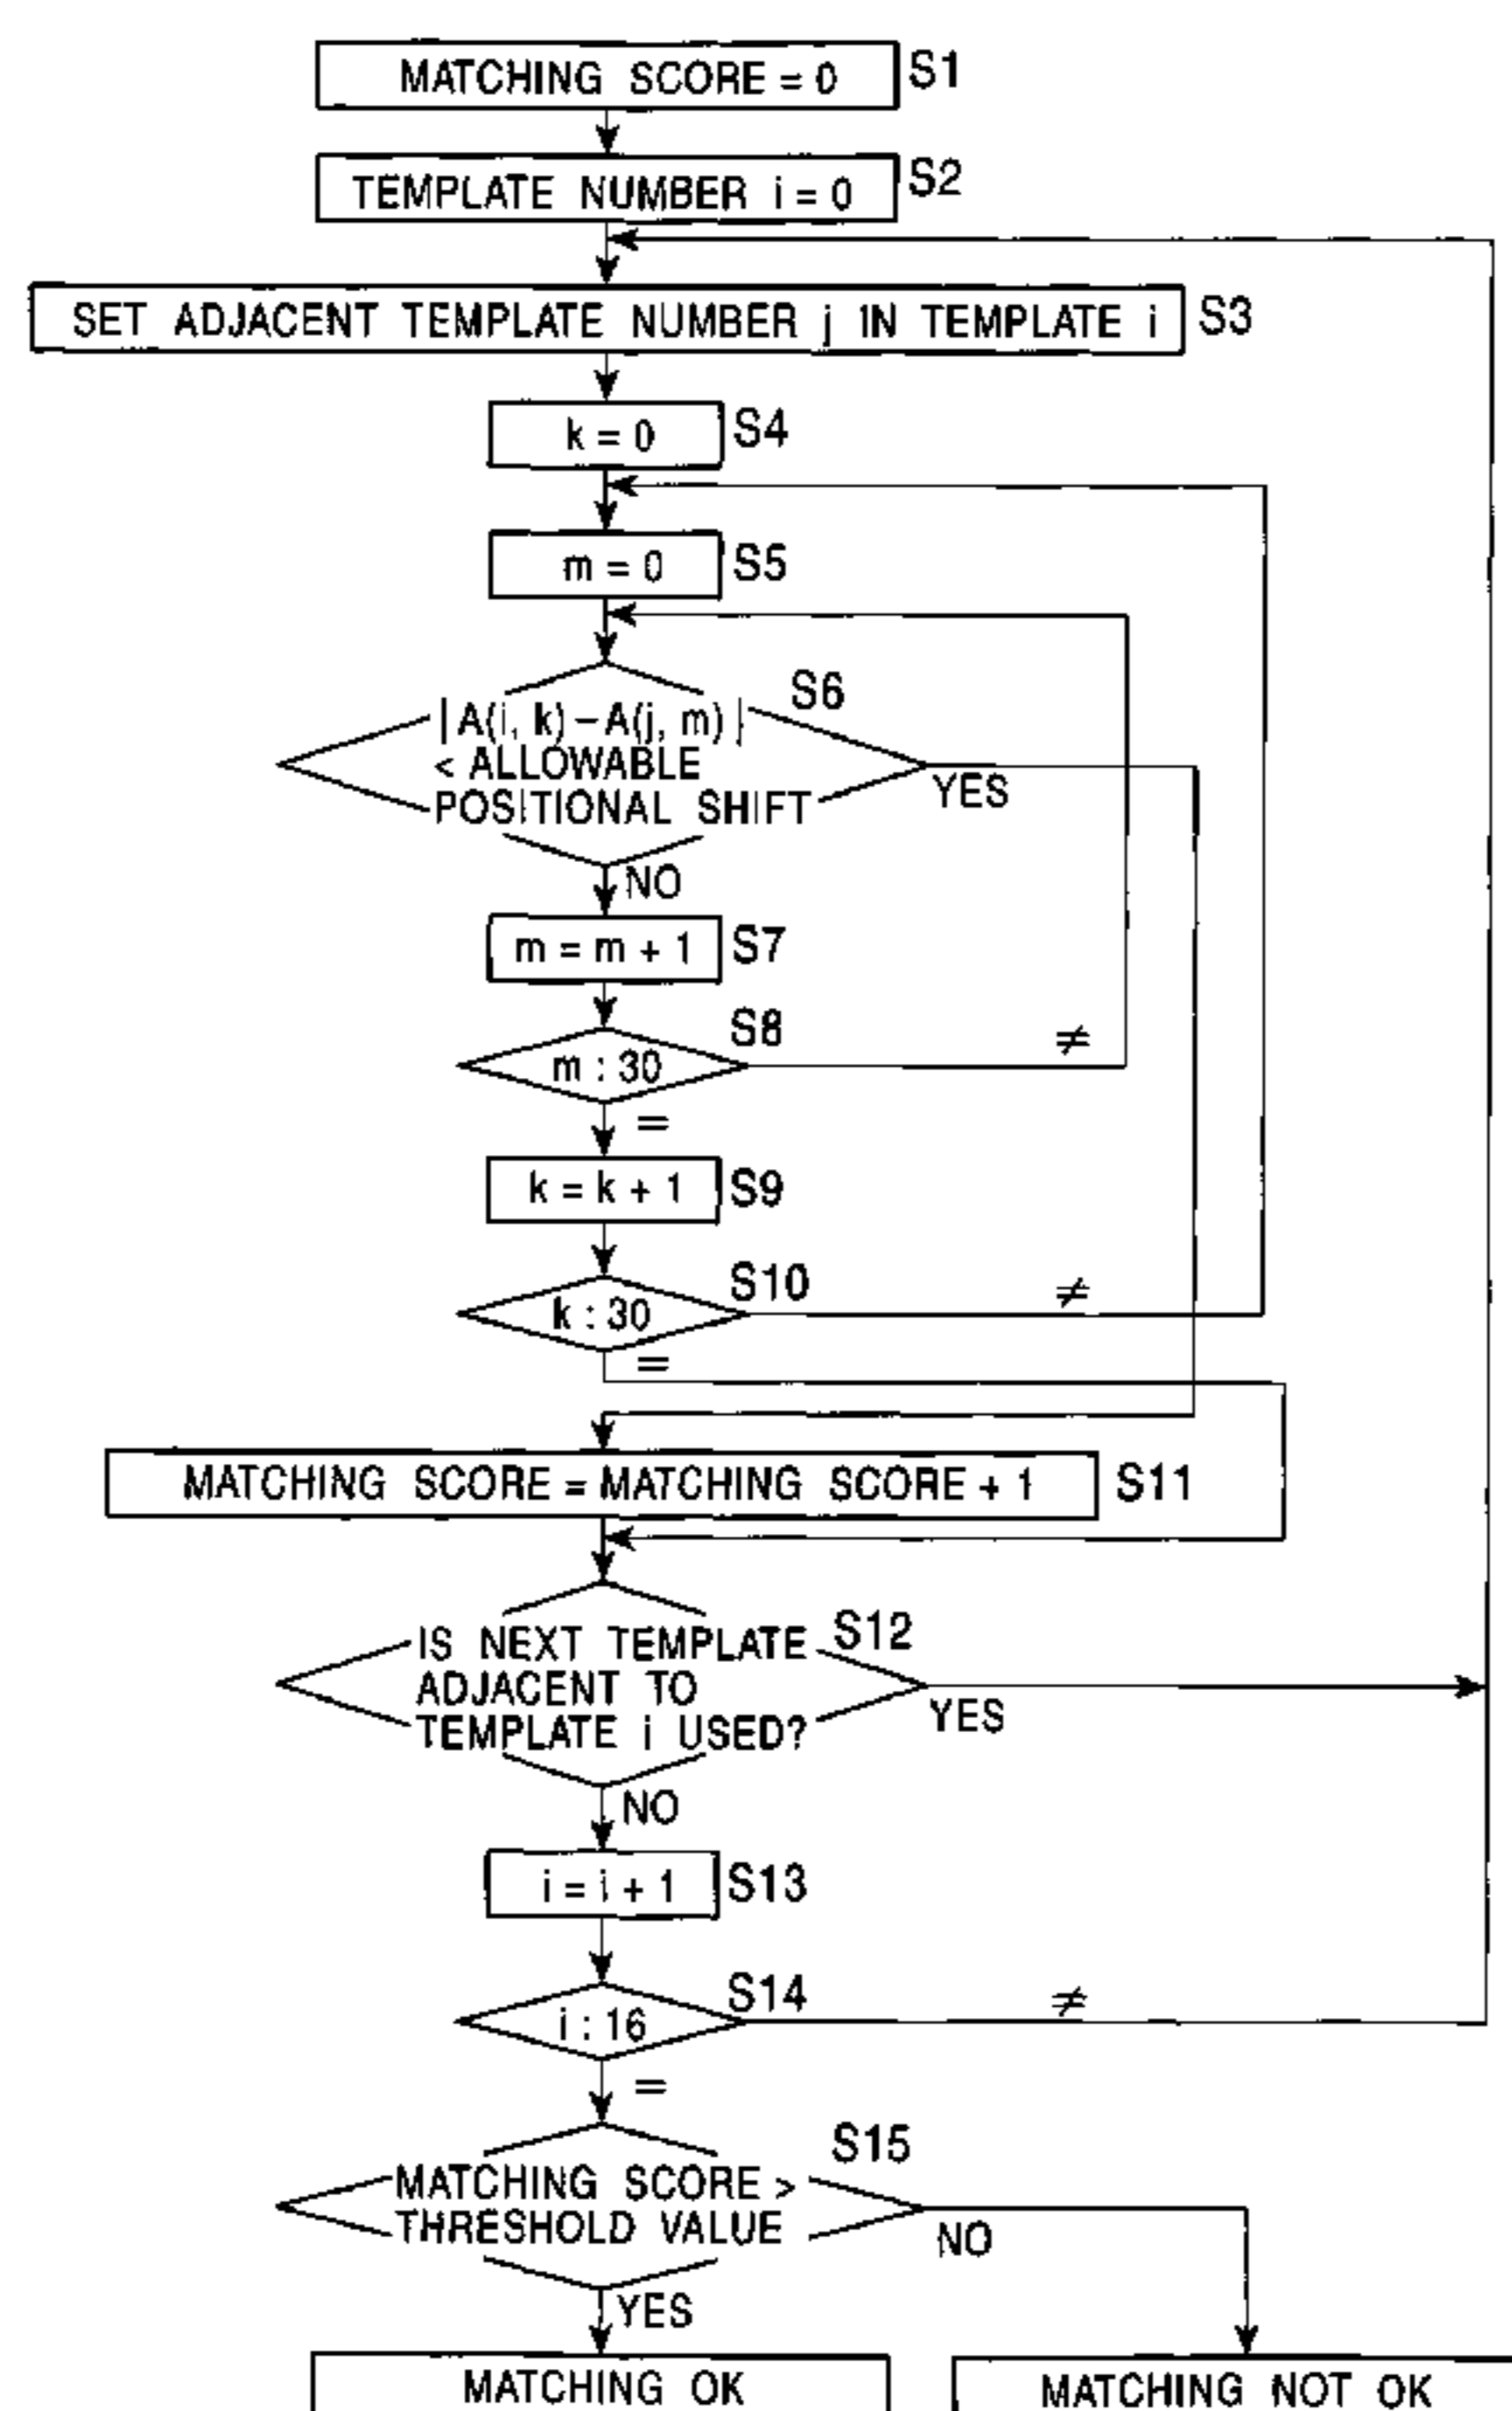 MATCHING SCORE = 0 S1
TEMPLATE NUMBER i = 0 S2
SET ADJACENT TEMPLATE NUMBER j IN TEMPLATE i S3
k = 0 S4
m = 0 S5
S6
|A(i, k) – A(j, m)|
< ALLOWABLE
POSITIONAL SHIFT
YES
NO
m = m + 1 S7
S8
m : 30
≠
=
k = k + 1 S9
S10
k : 30
≠
=
MATCHING SCORE = MATCHING SCORE + 1 S11
S12
IS NEXT TEMPLATE
ADJACENT TO
TEMPLATE i USED?
YES
NO
i = i + 1 S13
S14
i : 16
≠
=
S15
MATCHING SCORE >
THRESHOLD VALUE
NO
YES
MATCHING OK
MATCHING NOT OK